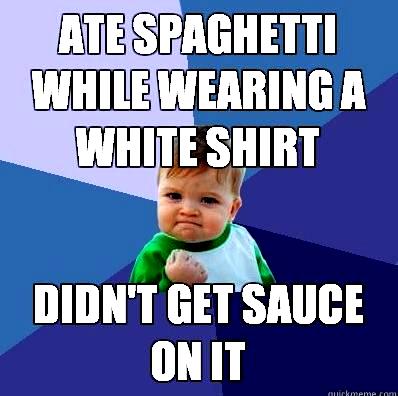 ATE SPAGHETTI
WHILE WEARING A
WHITE SHIRT
DIDN'T GET SAUCE
ON IT
quickmeme.com